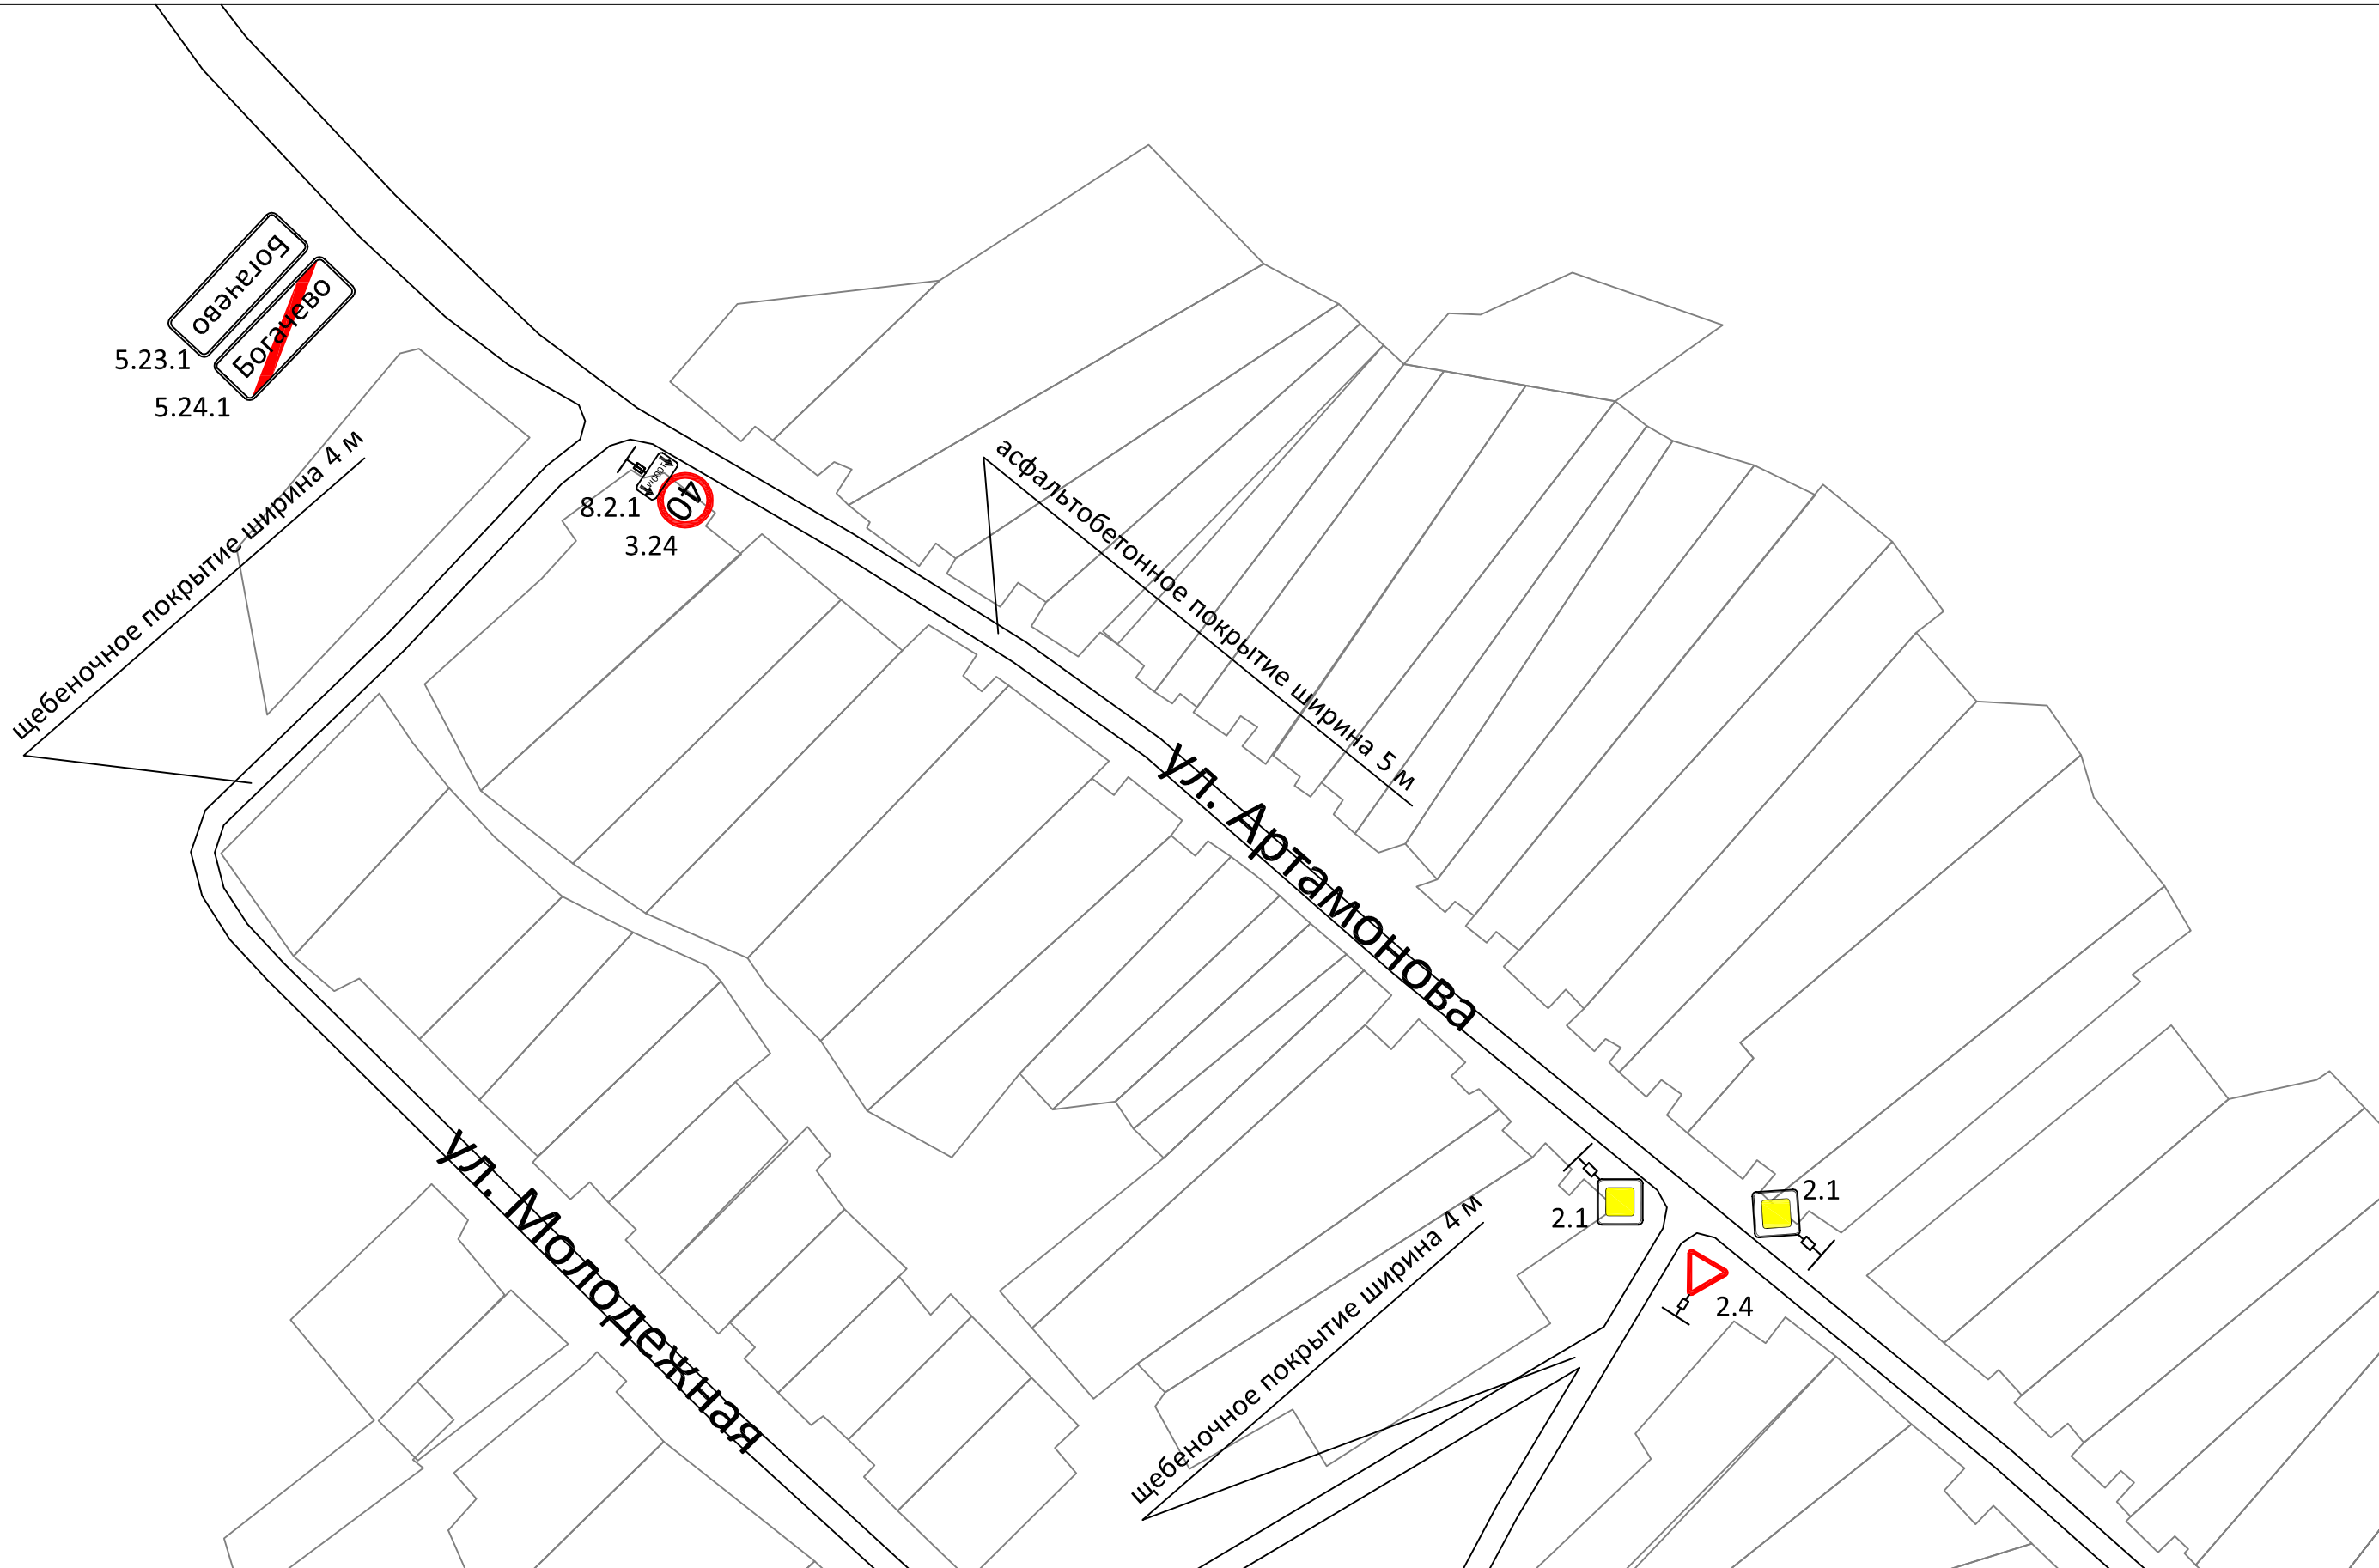 Богачево
Богачево
5.23.1
5.24.1
щебеночное покрытие ширина 4 м
8.2.1
40
3.24
асфальтобетонное покрытие ширина 5 м
ул. Артамонова
ул. Молодежная
2.1
2.1
щебеночное покрытие ширина 4 м
2.4